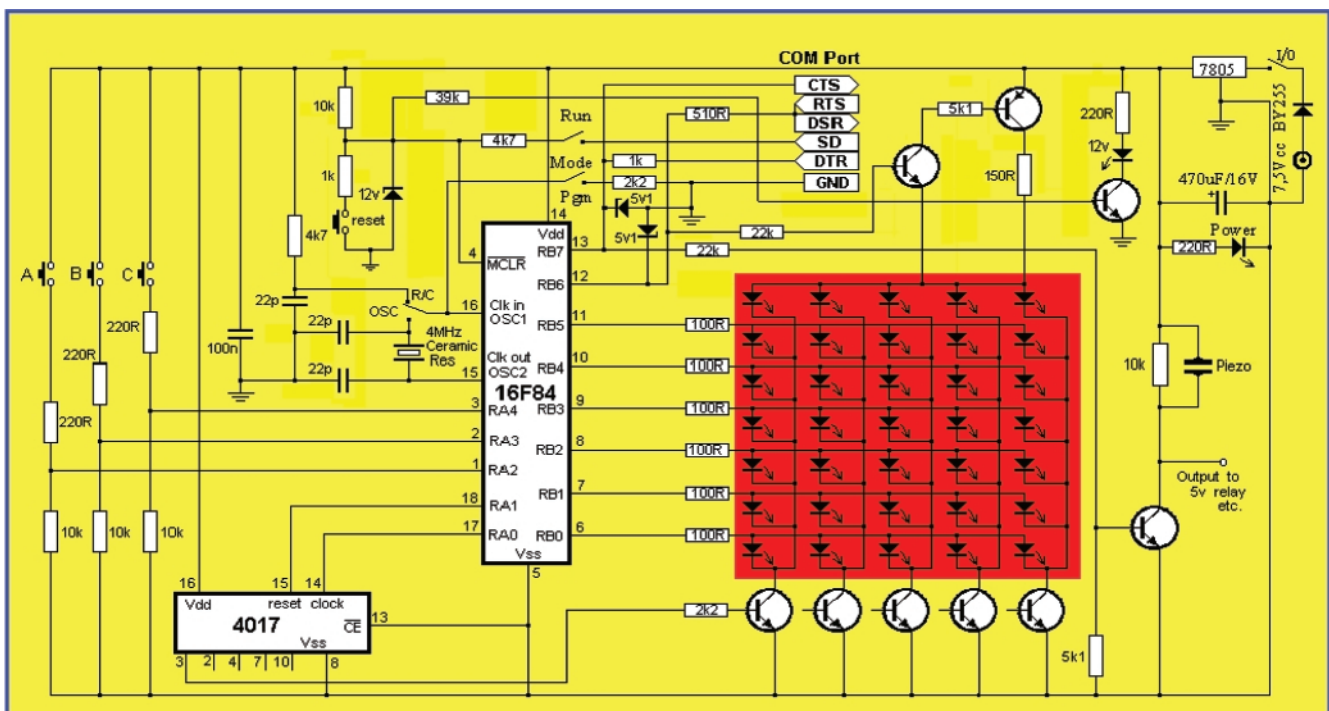 COM Port
CTS
RTS
DSR
SD
DTR
GND
7805
I/0
7,5V cc BY255
10k
39k
510R
5k1
220R
12v
Run
4k7
1k
150R
Mode
2k2
Pgm
1k
12v
5v1
5v1
470uF/16V
+
reset
4k7
22k
22k
Power
220R
A
B
C
220R
220R
220R
22p
22p
22p
100n
R/C
OSC
4MHz
Ceramic
Res
14
Vdd
4
MCLR
RB7
13
RB6
12
16
Clk in
OSC1
RB5
11
100R
Clk out
OSC2
15
RB4
10
100R
16F84
3
RA4
RB3
9
100R
2
RA3
RB2
8
100R
1
RA2
18
RA1
RB1
7
100R
17
RA0
RB0
6
100R
Vss
5
10k
Piezo
Output to
5v relay
etc.
10k
10k
10k
16
15
14
Vdd
reset
clock
4017
CE
13
Vss
3
2
4
7
10
8
2k2
5k1